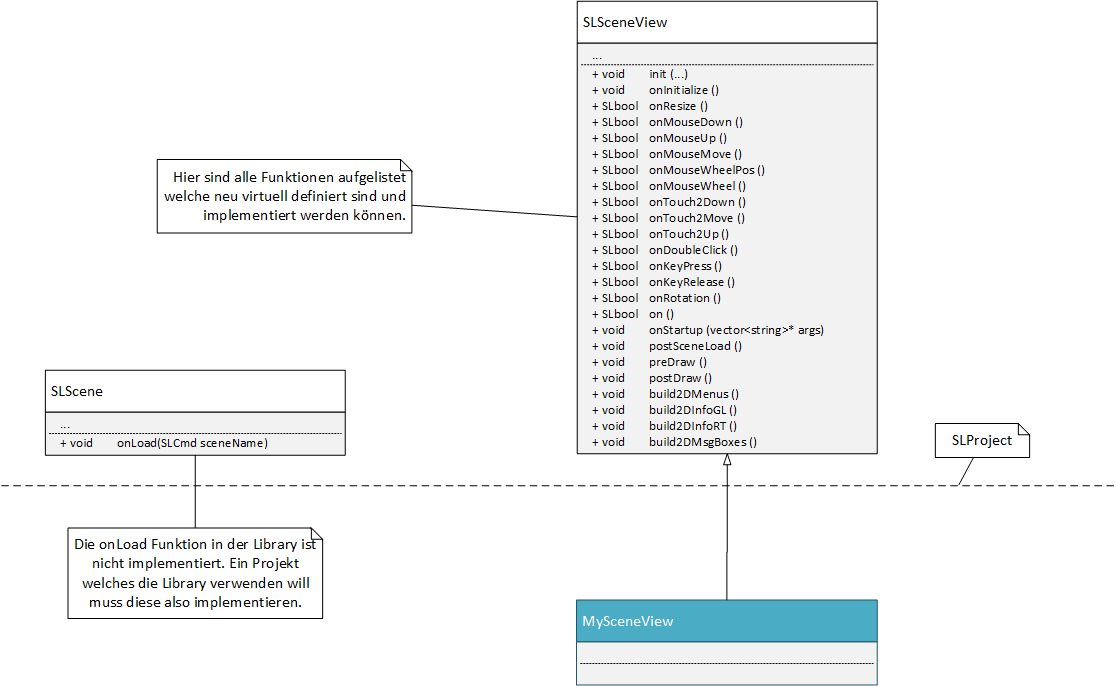 SLSceneView
...
+ void init (...)
+ void onInitialize ()
+ SLbool onResize ()
+ SLbool onMouseDown ()
+ SLbool onMouseUp ()
+ SLbool onMouseMove ()
+ SLbool onMouseWheelPos ()
+ SLbool onMouseWheel ()
+ SLbool onTouch2Down ()
+ SLbool onTouch2Move ()
+ SLbool onTouch2Up ()
+ SLbool onDoubleClick ()
+ SLbool onKeyPress ()
+ SLbool onKeyRelease ()
+ SLbool onRotation ()
+ SLbool on ()
+ void onStartup (vector<string>* args)
+ void postSceneLoad ()
+ void preDraw ()
+ void postDraw ()
+ void build2DMenus ()
+ void build2DInfoGL ()
+ void build2DInfoRT ()
+ void build2DMsgBoxes ()
Hier sind alle Funktionen aufgelistet
welche neu virtuell definiert sind und
implementiert werden können.
SLScene
...
+ void onLoad(SLCmd sceneName)
SLProject
Die onLoad Funktion in der Library ist
nicht implementiert. Ein Projekt
welches die Library verwenden will
muss diese also implementieren.
MySceneView